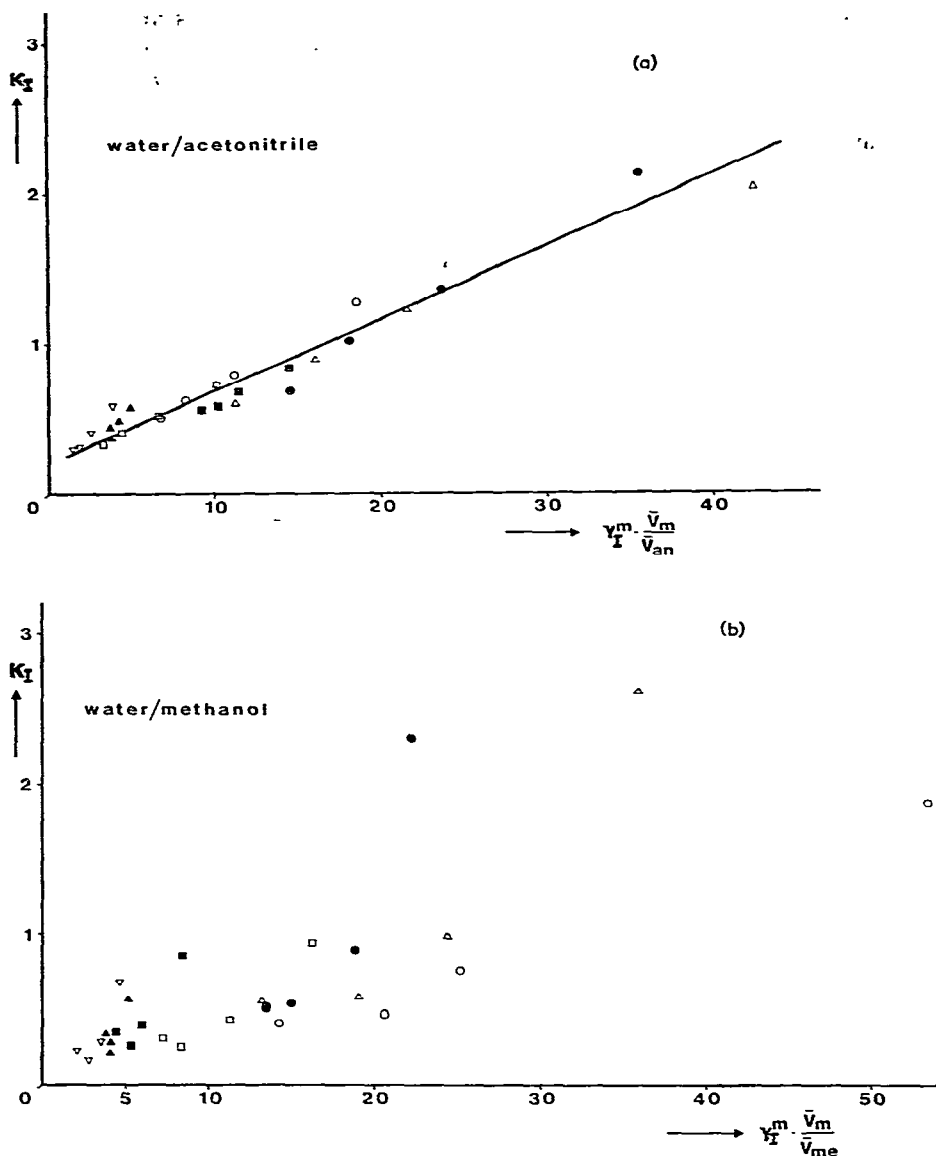 3
(a)
K_I
water/acetonitrile
2
1
0 10 20 30 40
γ_I^m · V̄_m / V̄_an
3
(b)
K_I
water/methanol
2
1
0 5 10 20 30 40 50
γ_I^m · V̄_m / V̄_me